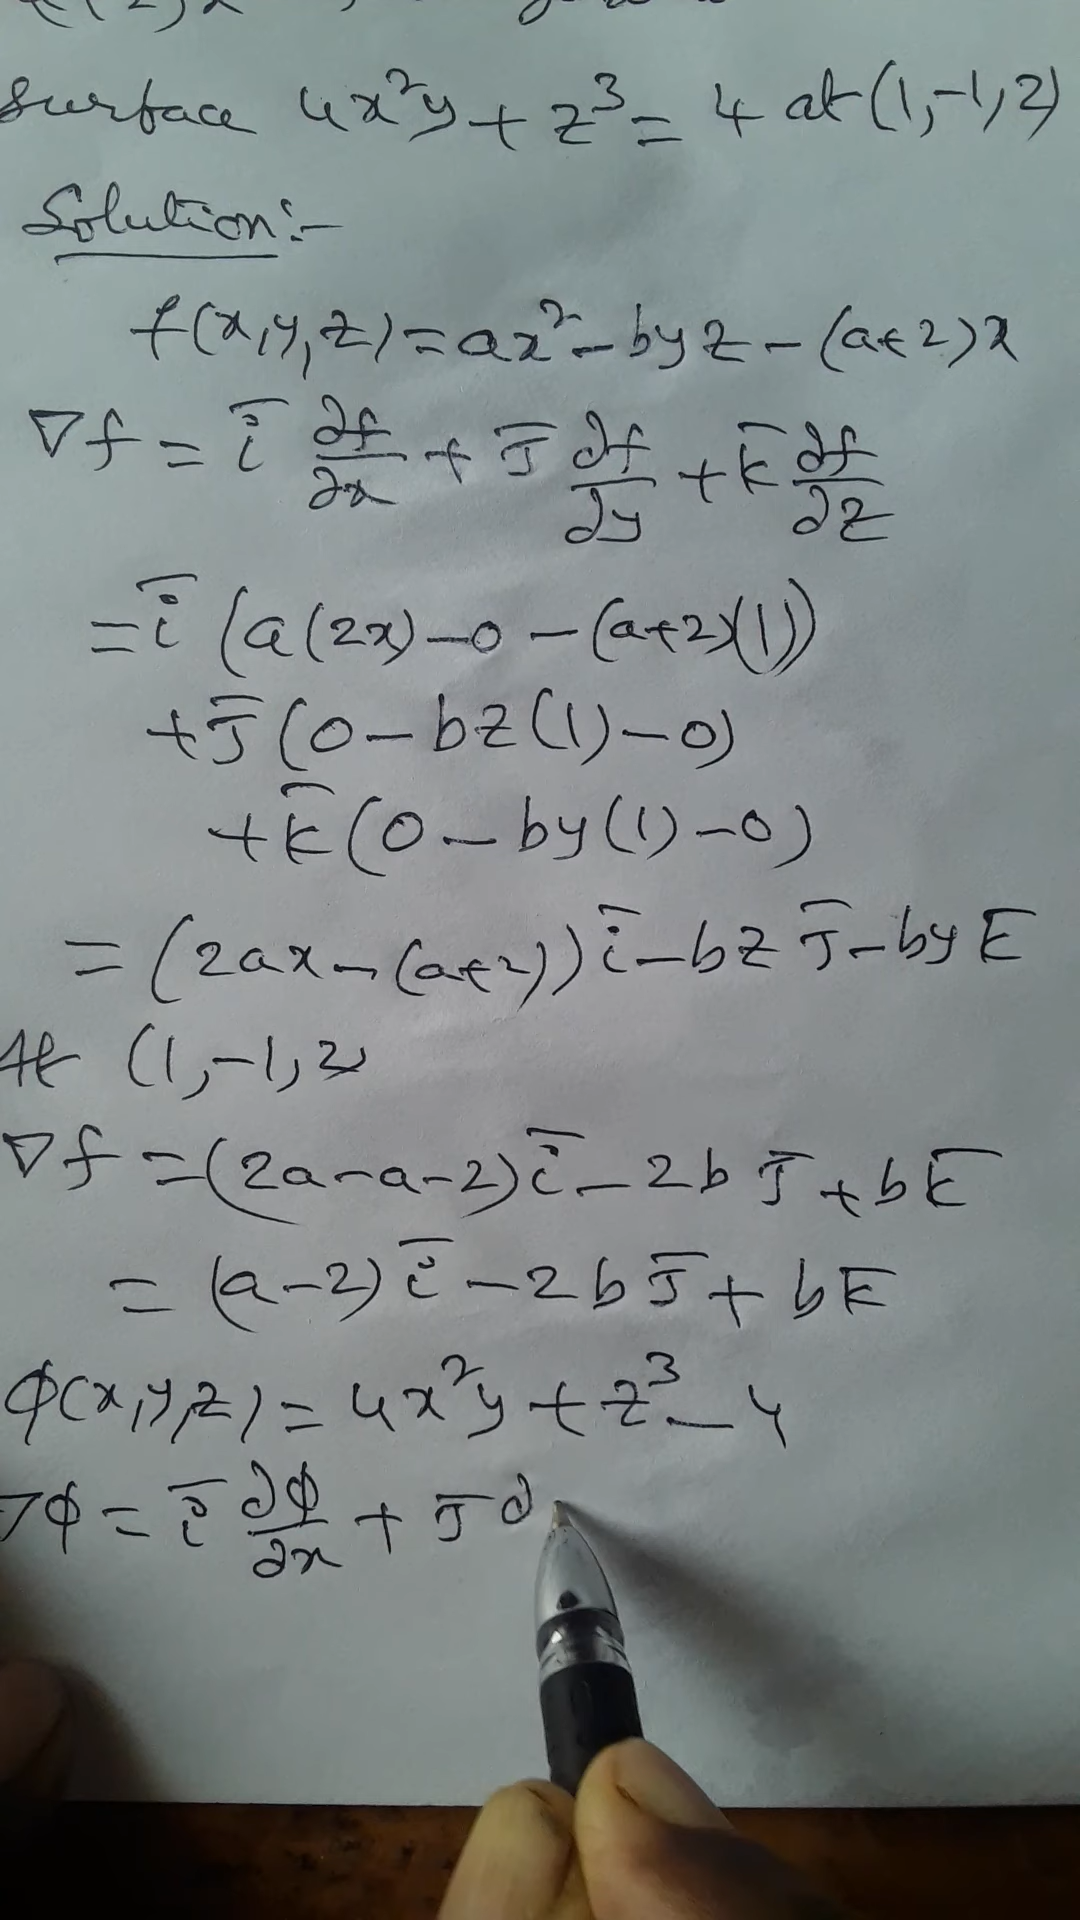 surface 4x²y + z³ = 4 at (1,-1,2)
Solution:-
f(x,y,z) = ax² - byz - (a+2)x
∇f = i̅ ∂f/∂x + J̅ ∂f/∂y + k̅ ∂f/∂z
= i̅ (a(2x) - 0 - (a+2)(1))
+ J̅ (0 - bz(1) - 0)
+ k̅ (0 - by(1) - 0)
= (2ax - (a+2)) i̅ - bz J̅ - by k̅
At (1,-1,2)
∇f = (2a - a - 2) i̅ - 2b J̅ + b k̅
= (a-2) i̅ - 2b J̅ + b k̅
φ(x,y,z) = 4x²y + z³ - 4
∇φ = i̅ ∂φ/∂x + J̅ ∂